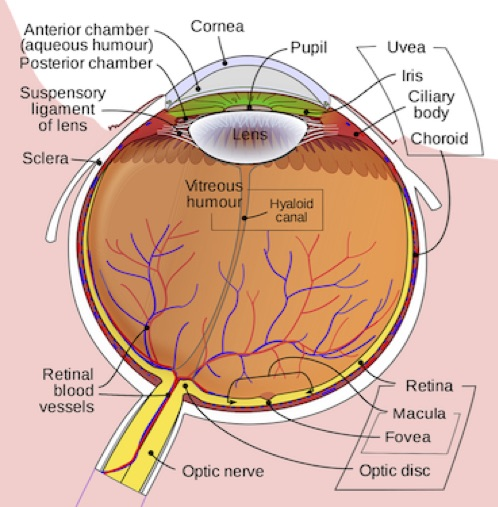 Cornea
Anterior chamber
(aqueous humour)
Posterior chamber
Pupil
Uvea
Iris
Ciliary
body
Choroid
Suspensory
ligament
of lens
Lens
Sclera
Vitreous
humour
Hyaloid
canal
Retinal
blood
vessels
Retina
Macula
Fovea
Optic nerve
Optic disc